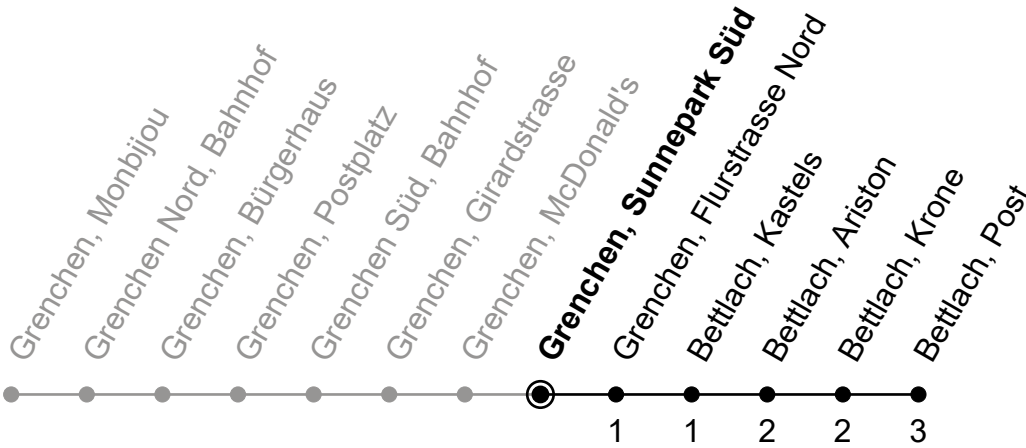 Grenchen, Monbijou
Grenchen Nord, Bahnhof
Grenchen, Bürgerhaus
Grenchen, Postplatz
Grenchen Süd, Bahnhof
Grenchen, Girardstrasse
Grenchen, McDonald's
Grenchen, Sunnepark Süd
Grenchen, Flurstrasse Nord
Bettlach, Kastels
Bettlach, Ariston
Bettlach, Krone
Bettlach, Post
1 1 2 2 3